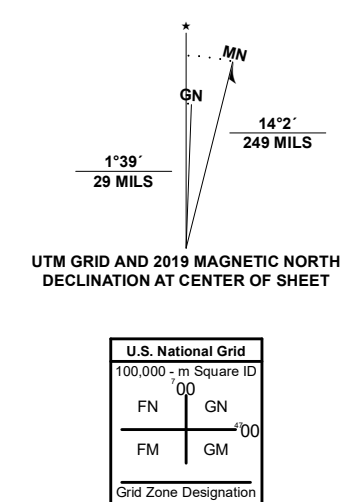 ★
MN
GN
14°2´
249 MILS
1°39´
29 MILS
UTM GRID AND 2019 MAGNETIC NORTH
DECLINATION AT CENTER OF SHEET
U.S. National Grid
100,000 - m Square ID
7 00
FN GN
47 00
FM GM
Grid Zone Designation